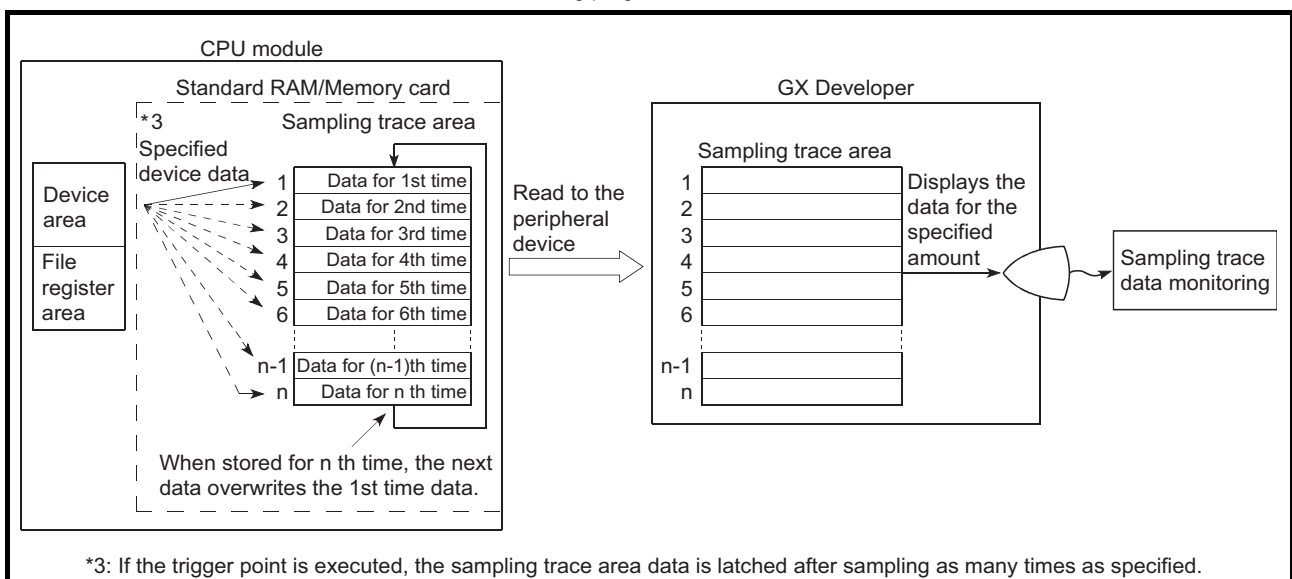 CPU module
Standard RAM/Memory card
*3
Sampling trace area
Specified
device data
Device
area
File
register
area
1 Data for 1st time
2 Data for 2nd time
3 Data for 3rd time
4 Data for 4th time
5 Data for 5th time
6 Data for 6th time
n-1 Data for (n-1)th time
n Data for n th time
When stored for n th time, the next
data overwrites the 1st time data.
Read to the
peripheral
device
GX Developer
Sampling trace area
1
2
3
4
5
6
n-1
n
Displays the
data for the
specified
amount
Sampling trace
data monitoring
*3: If the trigger point is executed, the sampling trace area data is latched after sampling as many times as specified.